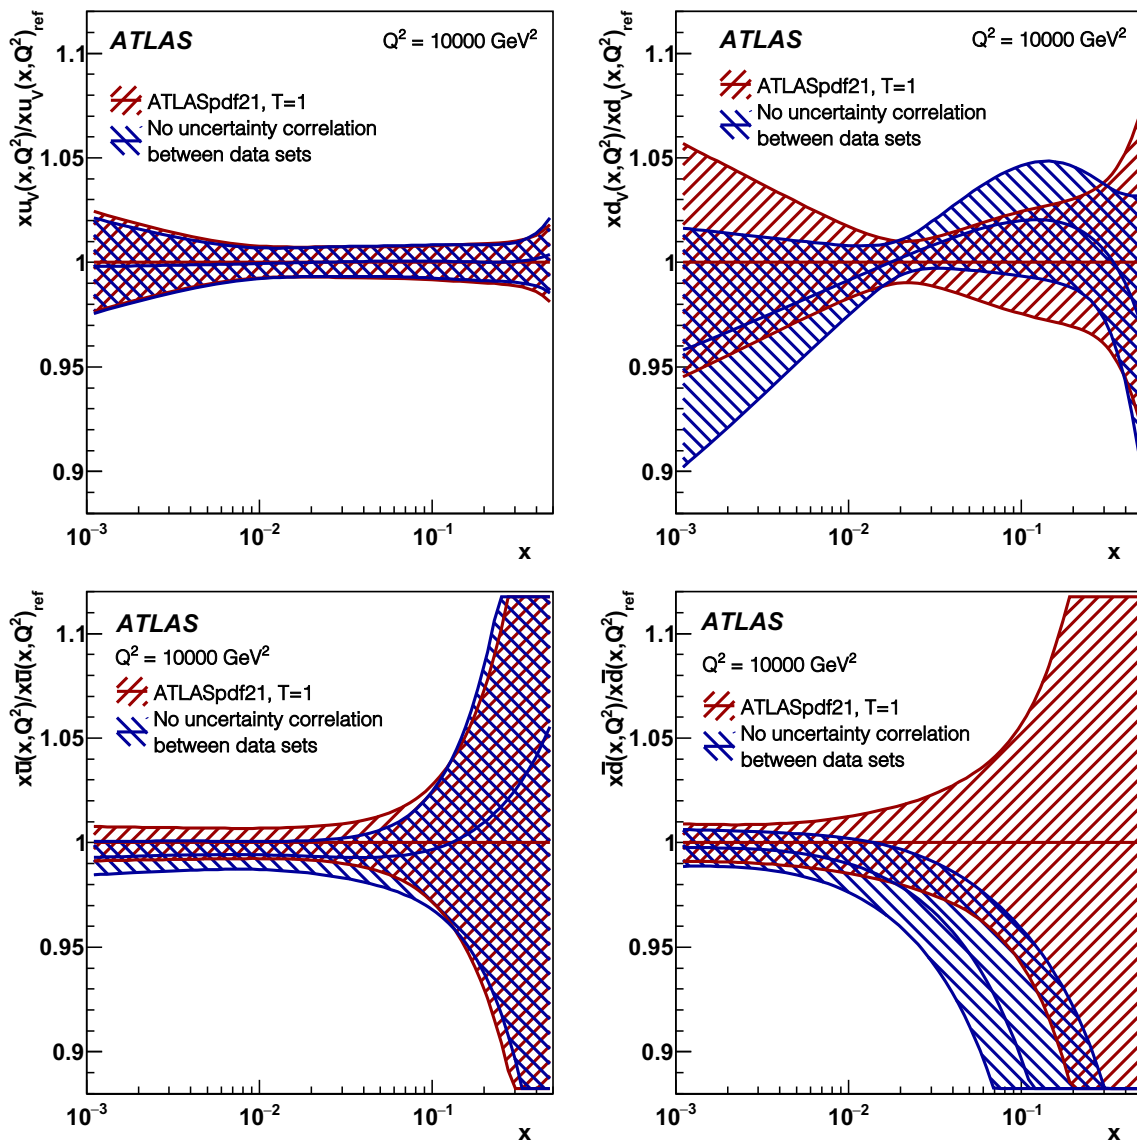 xu_V(x,Q²)/xu_V(x,Q²)_ref
ATLAS
Q² = 10000 GeV²
ATLASpdf21, T=1
No uncertainty correlation
between data sets
1.1
1.05
1
0.95
0.9
10⁻³ 10⁻² 10⁻¹
x
xd_V(x,Q²)/xd_V(x,Q²)_ref
ATLAS
Q² = 10000 GeV²
ATLASpdf21, T=1
No uncertainty correlation
between data sets
1.1
1.05
1
0.95
0.9
10⁻³ 10⁻² 10⁻¹
x
xu̅(x,Q²)/xu̅(x,Q²)_ref
ATLAS
Q² = 10000 GeV²
ATLASpdf21, T=1
No uncertainty correlation
between data sets
1.1
1.05
1
0.95
0.9
10⁻³ 10⁻² 10⁻¹
x
xd̅(x,Q²)/xd̅(x,Q²)_ref
ATLAS
Q² = 10000 GeV²
ATLASpdf21, T=1
No uncertainty correlation
between data sets
1.1
1.05
1
0.95
0.9
10⁻³ 10⁻² 10⁻¹
x